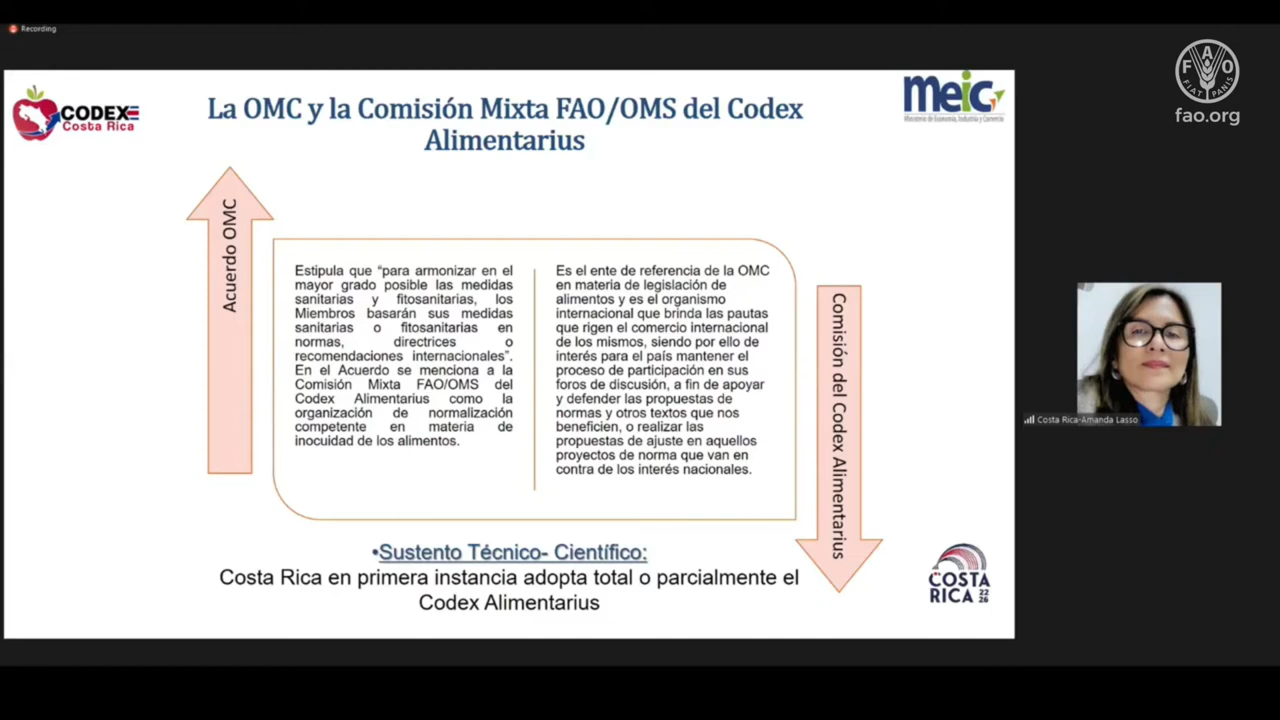 Recording
FAO
FIAT PANIS
fao.org
CODEX
Costa Rica
La OMC y la Comisión Mixta FAO/OMS del Codex
Alimentarius
meic
Ministerio de Economía, Industria y Comercio
Acuerdo OMC
Estipula que “para armonizar en el
mayor grado posible las medidas
sanitarias y fitosanitarias, los
Miembros basarán sus medidas
sanitarias o fitosanitarias en
normas, directrices o
recomendaciones internacionales”.
En el Acuerdo se menciona a la
Comisión Mixta FAO/OMS del
Codex Alimentarius como la
organización de normalización
competente en materia de
inocuidad de los alimentos.
Es el ente de referencia de la OMC
en materia de legislación de
alimentos y es el organismo
internacional que brinda las pautas
que rigen el comercio internacional
de los mismos, siendo por ello de
interés para el país mantener el
proceso de participación en sus
foros de discusión, a fin de apoyar
y defender las propuestas de
normas y otros textos que nos
beneficien, o realizar las
propuestas de ajuste en aquellos
proyectos de norma que van en
contra de los interés nacionales.
Comisión del Codex Alimentarius
•Sustento Técnico- Científico:
Costa Rica en primera instancia adopta total o parcialmente el
Codex Alimentarius
COSTA
RICA 22 26
Costa Rica-Amanda Lasso